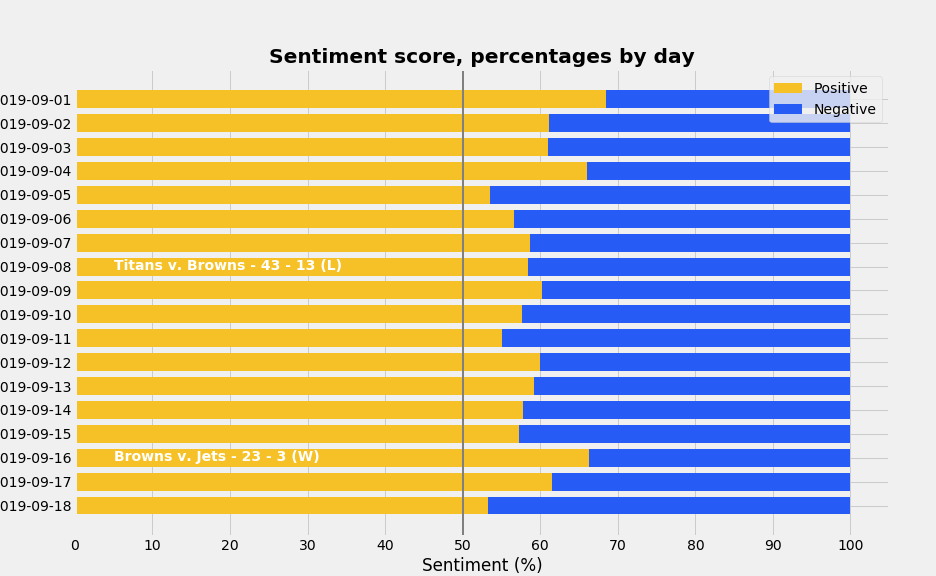 Sentiment score, percentages by day
Positive
Negative
019-09-01
019-09-02
019-09-03
019-09-04
019-09-05
019-09-06
019-09-07
019-09-08
Titans v. Browns - 43 - 13 (L)
019-09-09
019-09-10
019-09-11
019-09-12
019-09-13
019-09-14
019-09-15
019-09-16
Browns v. Jets - 23 - 3 (W)
019-09-17
019-09-18
0 10 20 30 40 50 60 70 80 90 100
Sentiment (%)